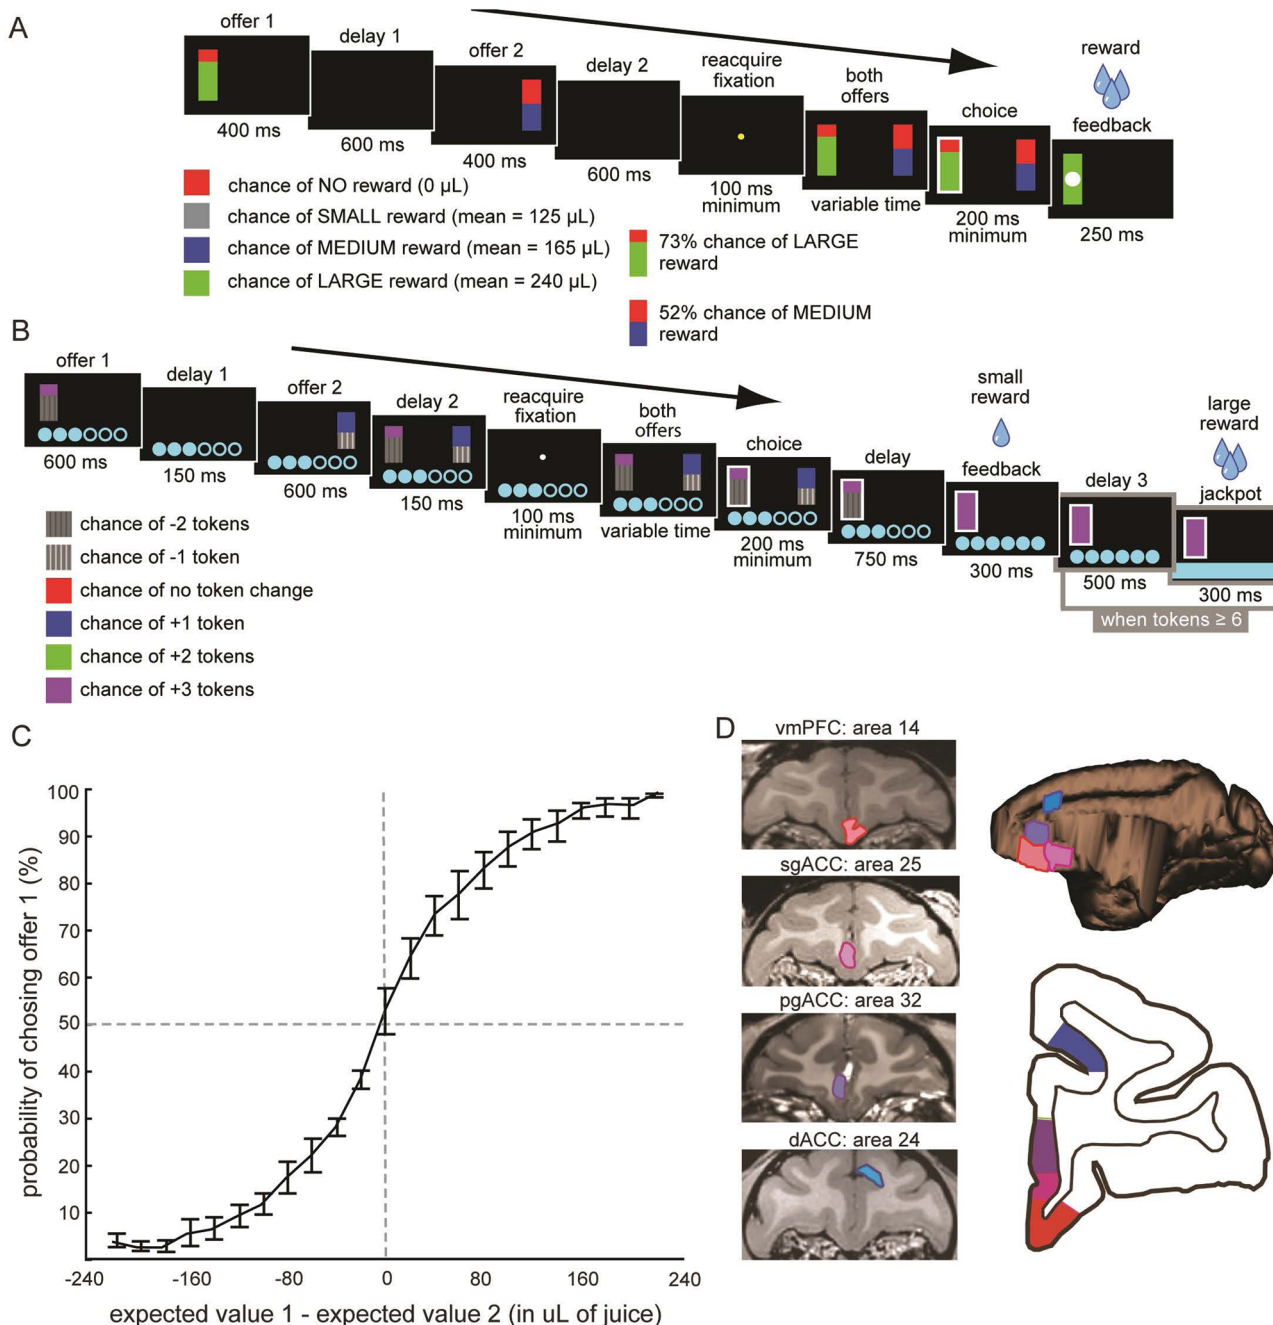 A
offer 1
delay 1
offer 2
delay 2
reacquire
fixation
both
offers
choice
reward
feedback
400 ms
600 ms
400 ms
600 ms
100 ms
minimum
variable time
200 ms
minimum
250 ms
chance of NO reward (0 µL)
chance of SMALL reward (mean = 125 µL)
chance of MEDIUM reward (mean = 165 µL)
chance of LARGE reward (mean = 240 µL)
73% chance of LARGE
reward
52% chance of MEDIUM
reward
B
offer 1
delay 1
offer 2
delay 2
reacquire
fixation
both
offers
choice
delay
small
reward
feedback
delay 3
large
reward
jackpot
600 ms
150 ms
600 ms
150 ms
100 ms
minimum
variable time
200 ms
minimum
750 ms
300 ms
500 ms
300 ms
when tokens ≥ 6
chance of -2 tokens
chance of -1 token
chance of no token change
chance of +1 token
chance of +2 tokens
chance of +3 tokens
C
probability of chosing offer 1 (%)
100
90
80
70
60
50
40
30
20
10
-240
-160
-80
0
80
160
240
expected value 1 - expected value 2 (in uL of juice)
D
vmPFC: area 14
sgACC: area 25
pgACC: area 32
dACC: area 24